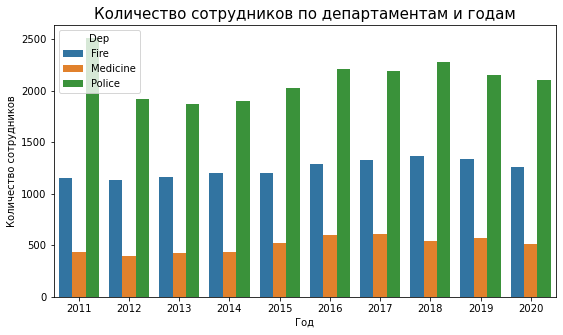 Количество сотрудников по департаментам и годам
Количество сотрудников
2500
2000
1500
1000
500
0
Dep
Fire
Medicine
Police
2011 2012 2013 2014 2015 2016 2017 2018 2019 2020
Год